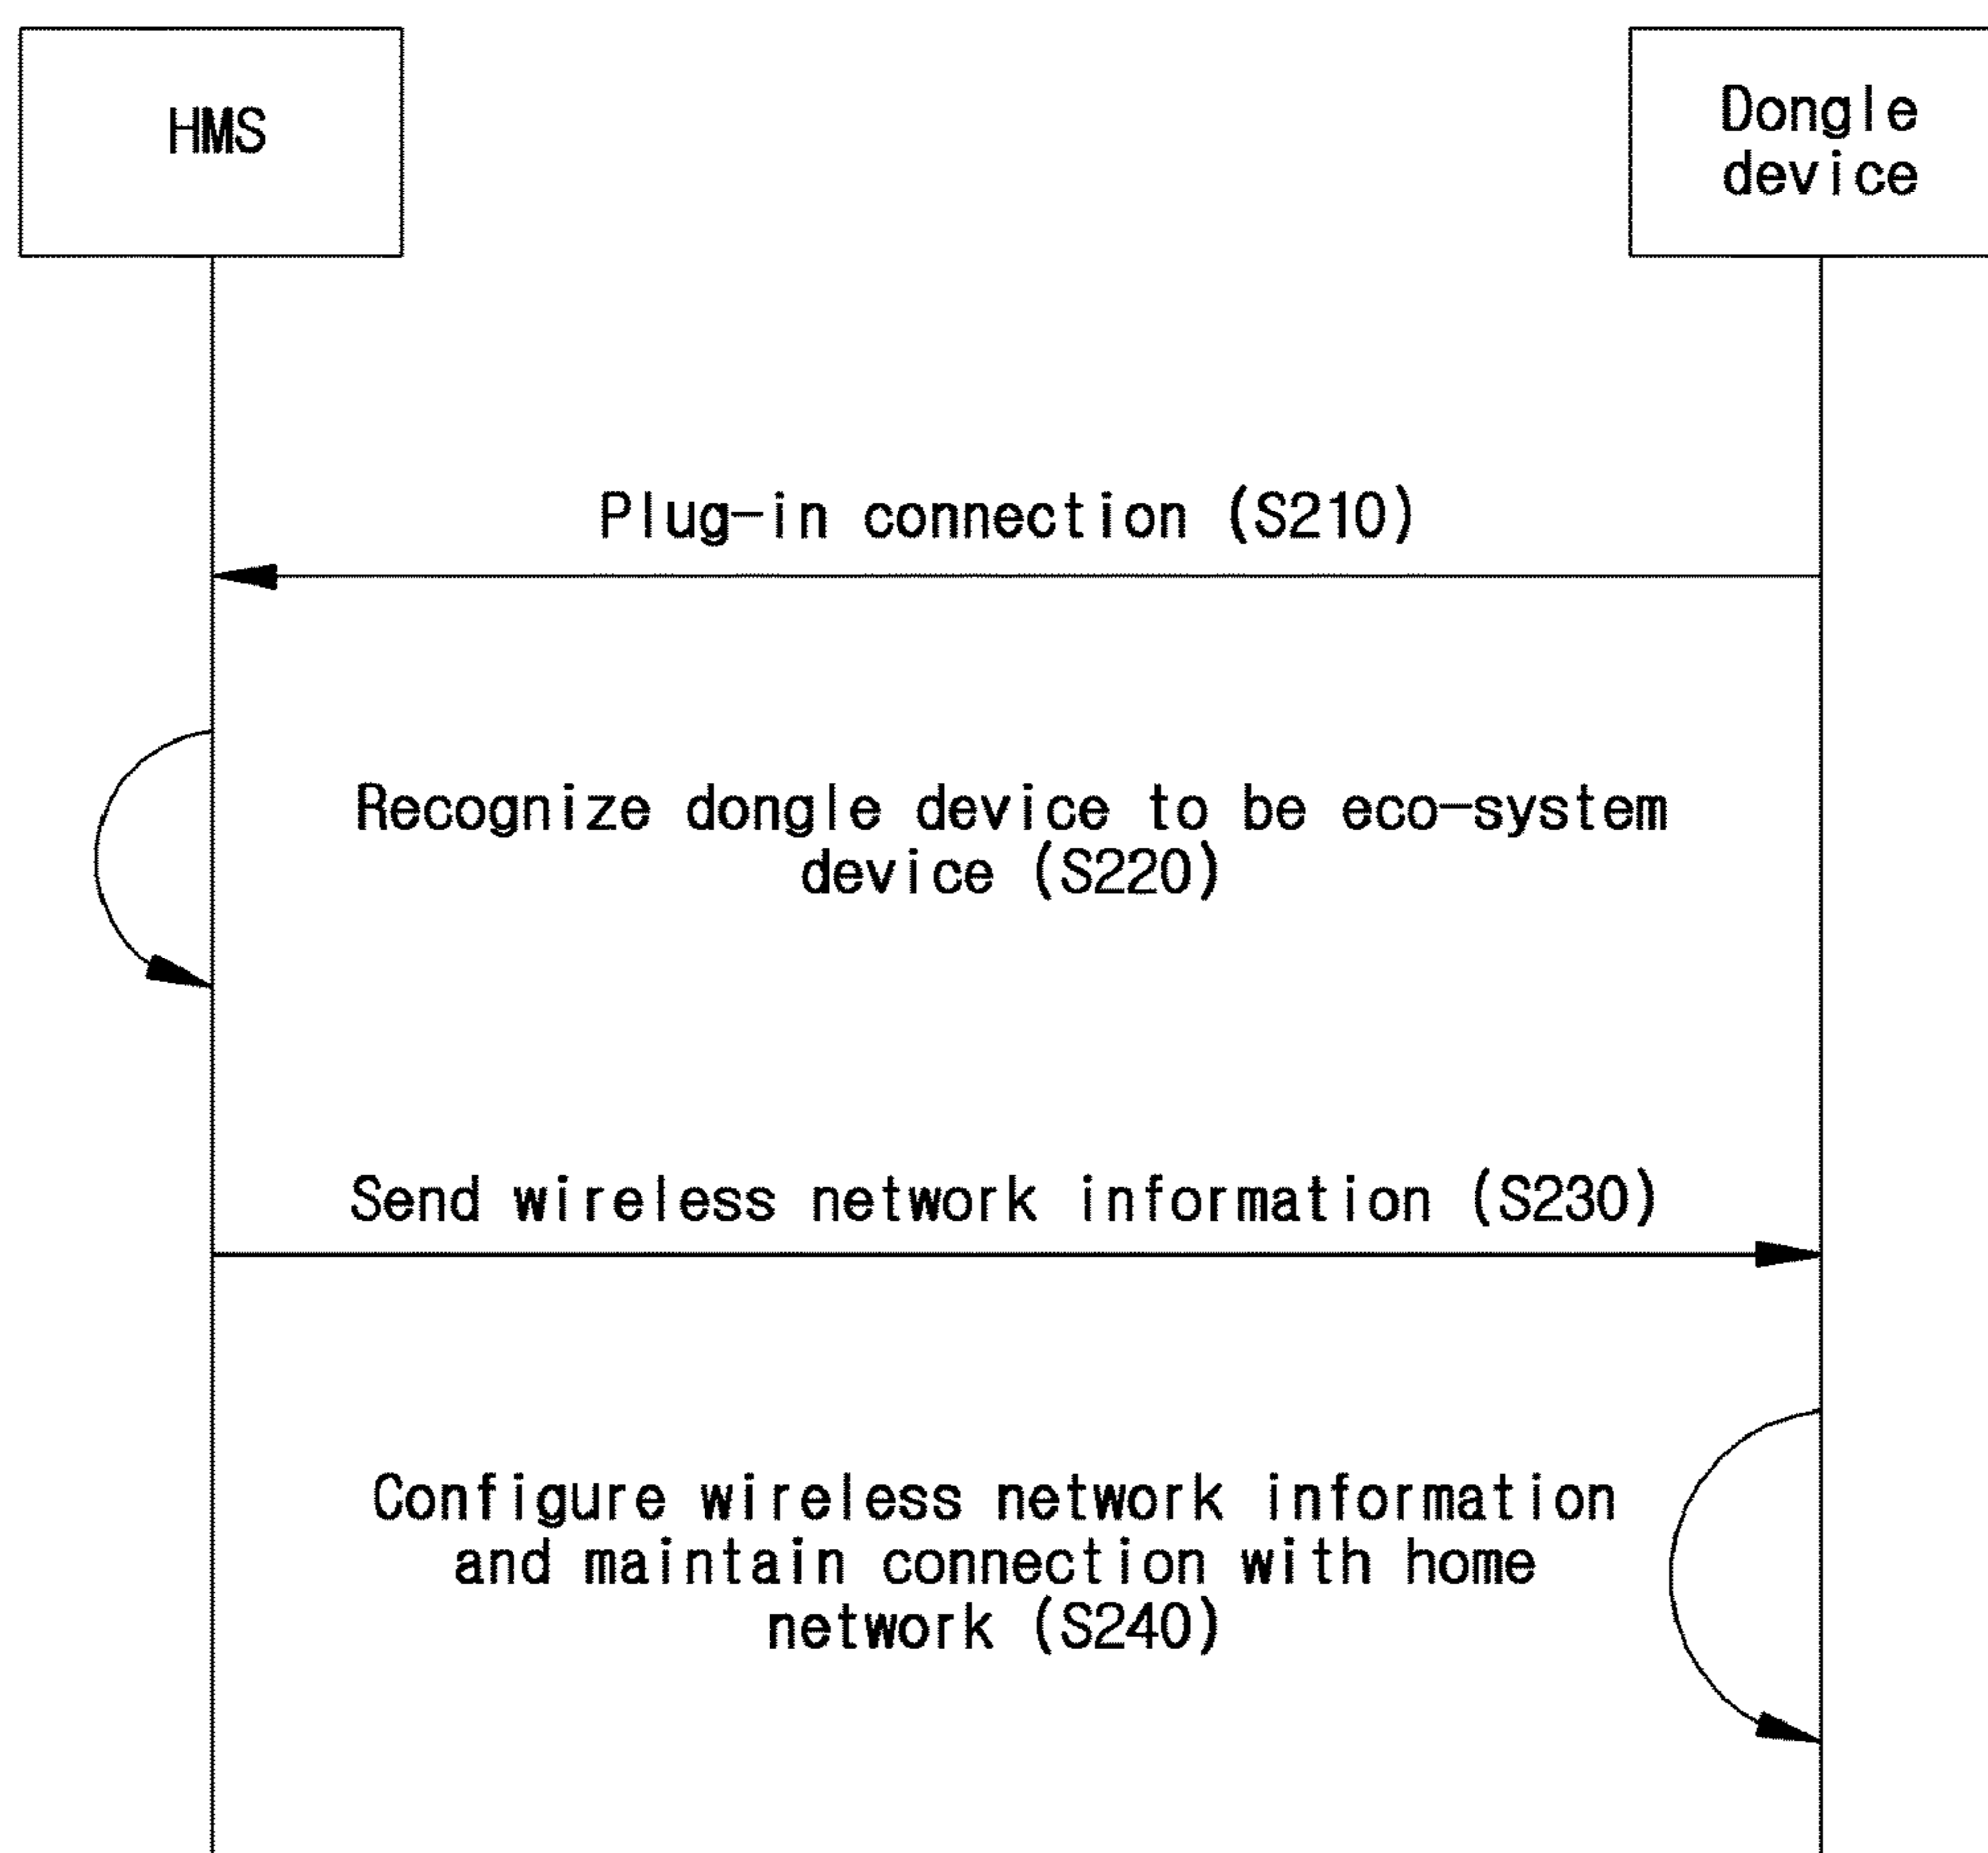 HMS
Dongle
device
Plug-in connection (S210)
Recognize dongle device to be eco-system
device (S220)
Send wireless network information (S230)
Configure wireless network information
and maintain connection with home
network (S240)